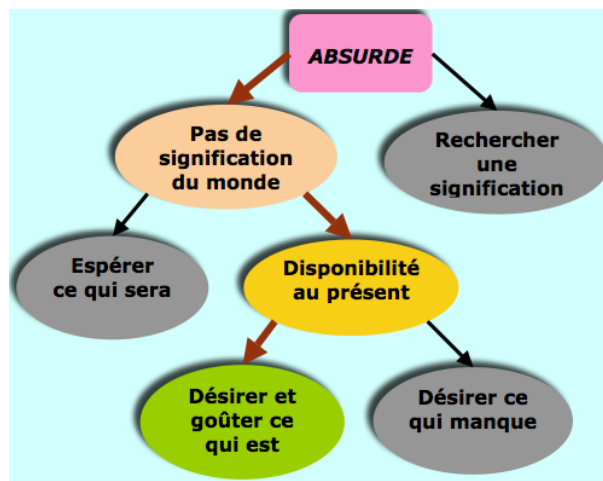 ABSURDE
Pas de
signification
du monde
Rechercher
une
signification
Espérer
ce qui sera
Disponibilité
au présent
Désirer et
goûter ce
qui est
Désirer ce
qui manque